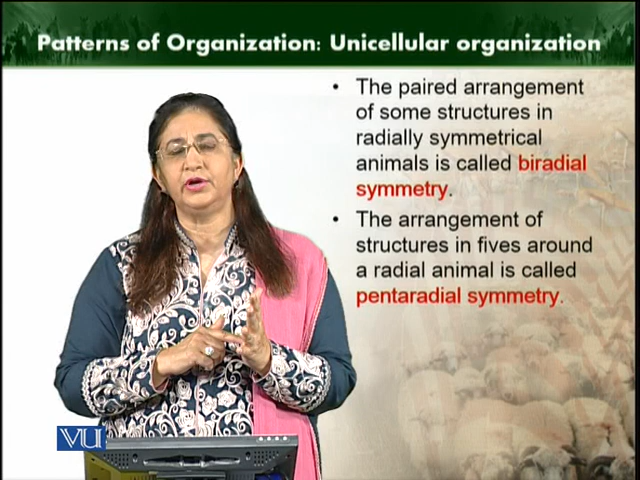 Patterns of Organization: Unicellular organization
• The paired arrangement
of some structures in
radially symmetrical
animals is called biradial
symmetry.
• The arrangement of
structures in fives around
a radial animal is called
pentaradial symmetry.
VU